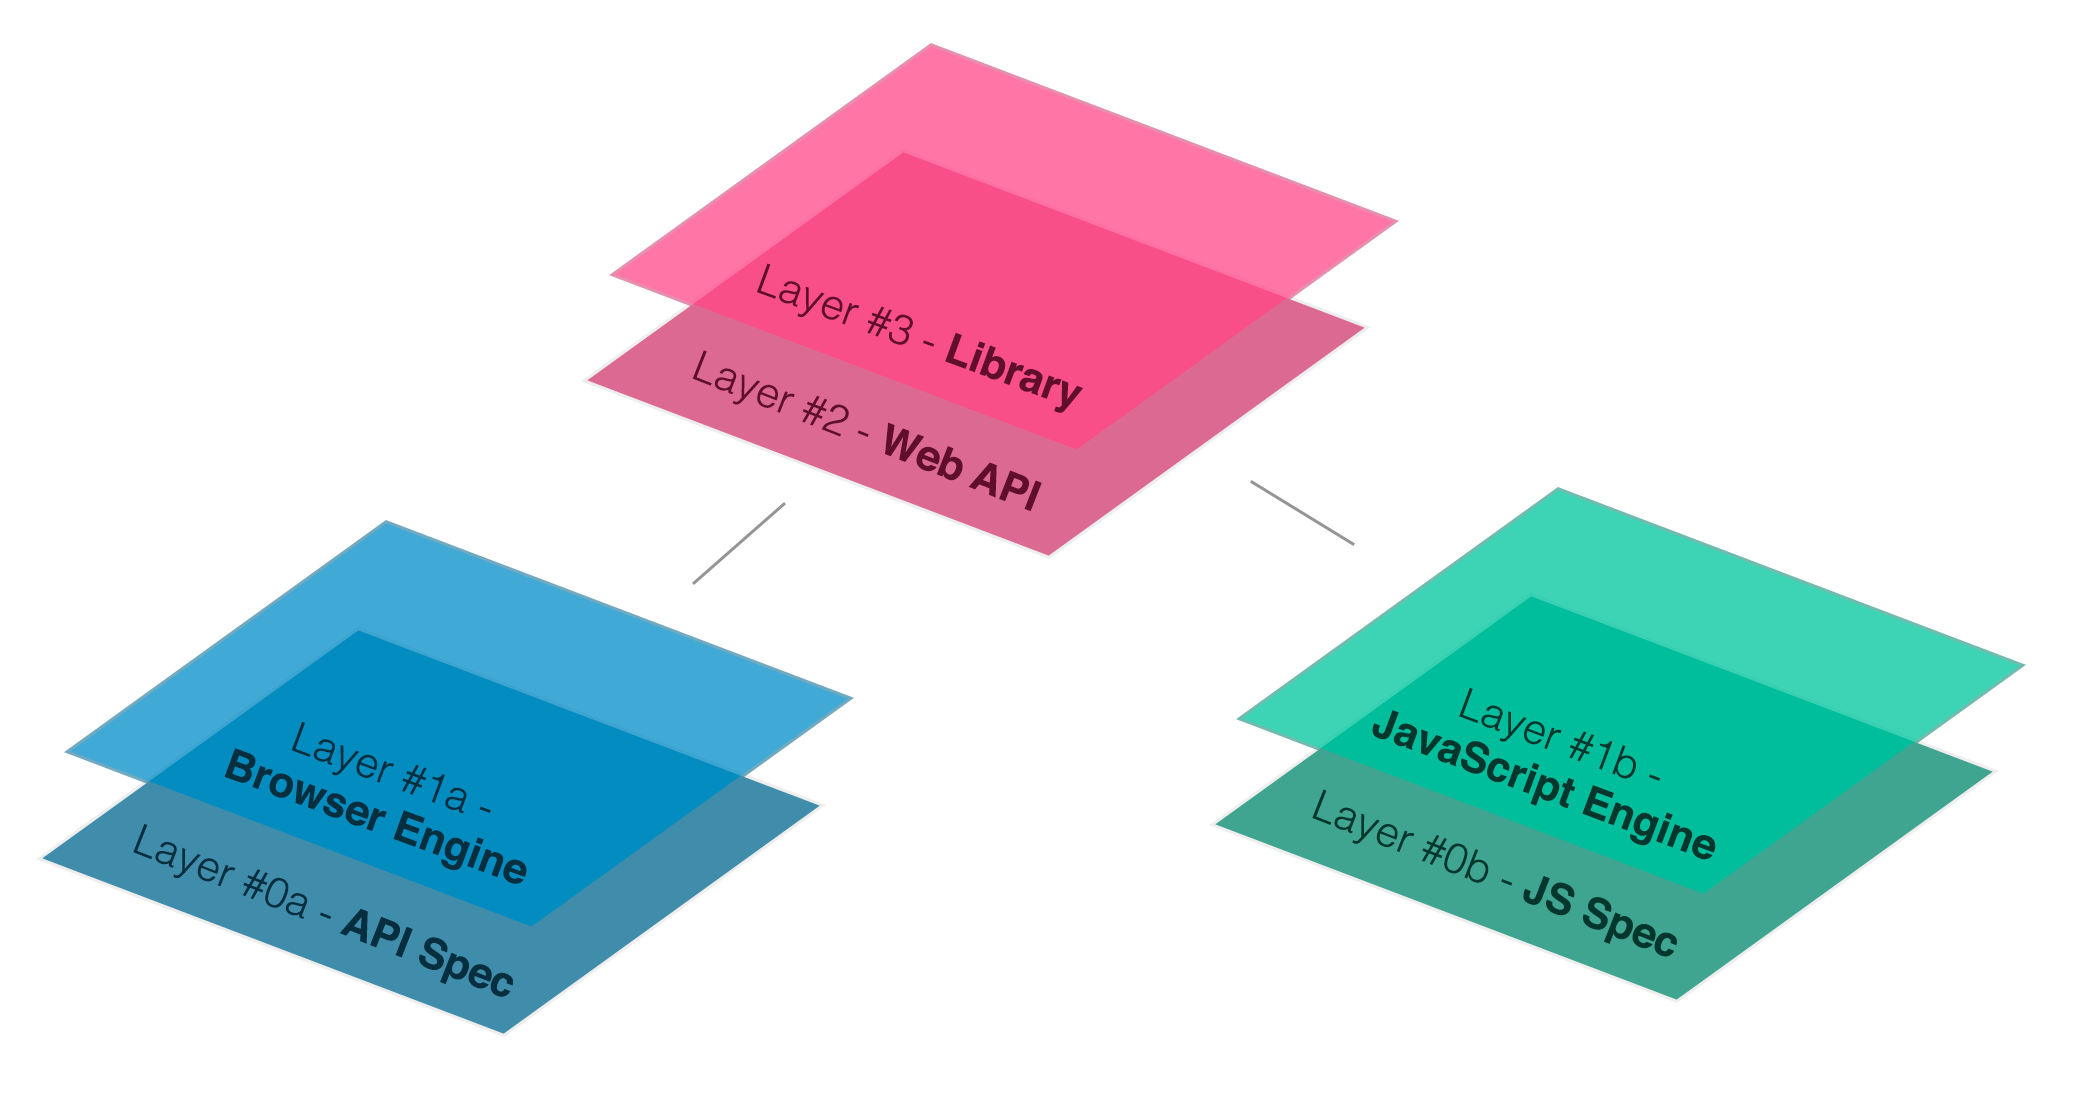 Layer #3 - Library
Layer #2 - Web API
Layer #1a -
Browser Engine
Layer #0a - API Spec
Layer #1b -
JavaScript Engine
Layer #0b - JS Spec